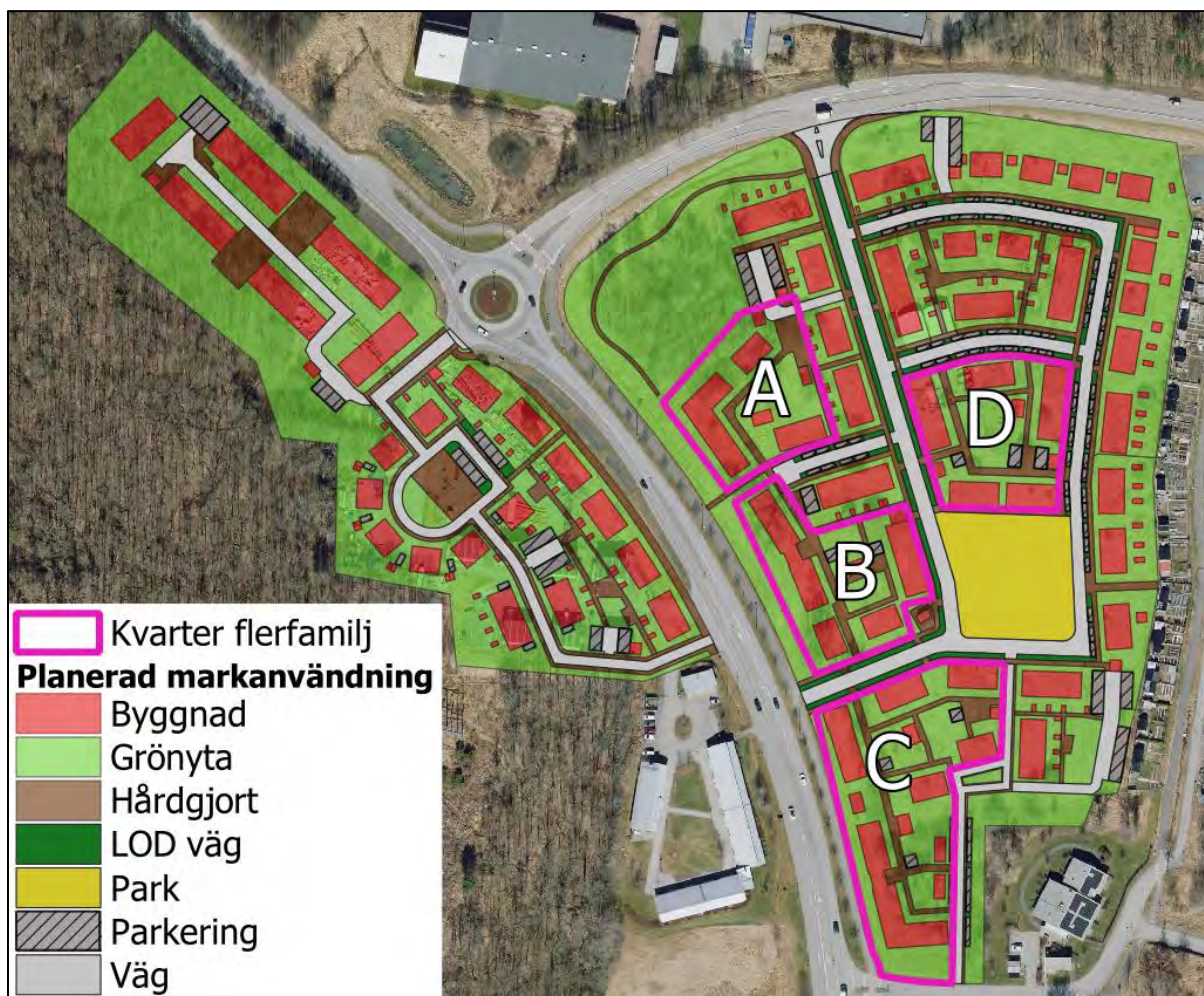 A
D
B
C
Kvarter flerfamilj
Planerad markanvändning
Byggnad
Grönyta
Hårdgjort
LOD väg
Park
Parkering
Väg